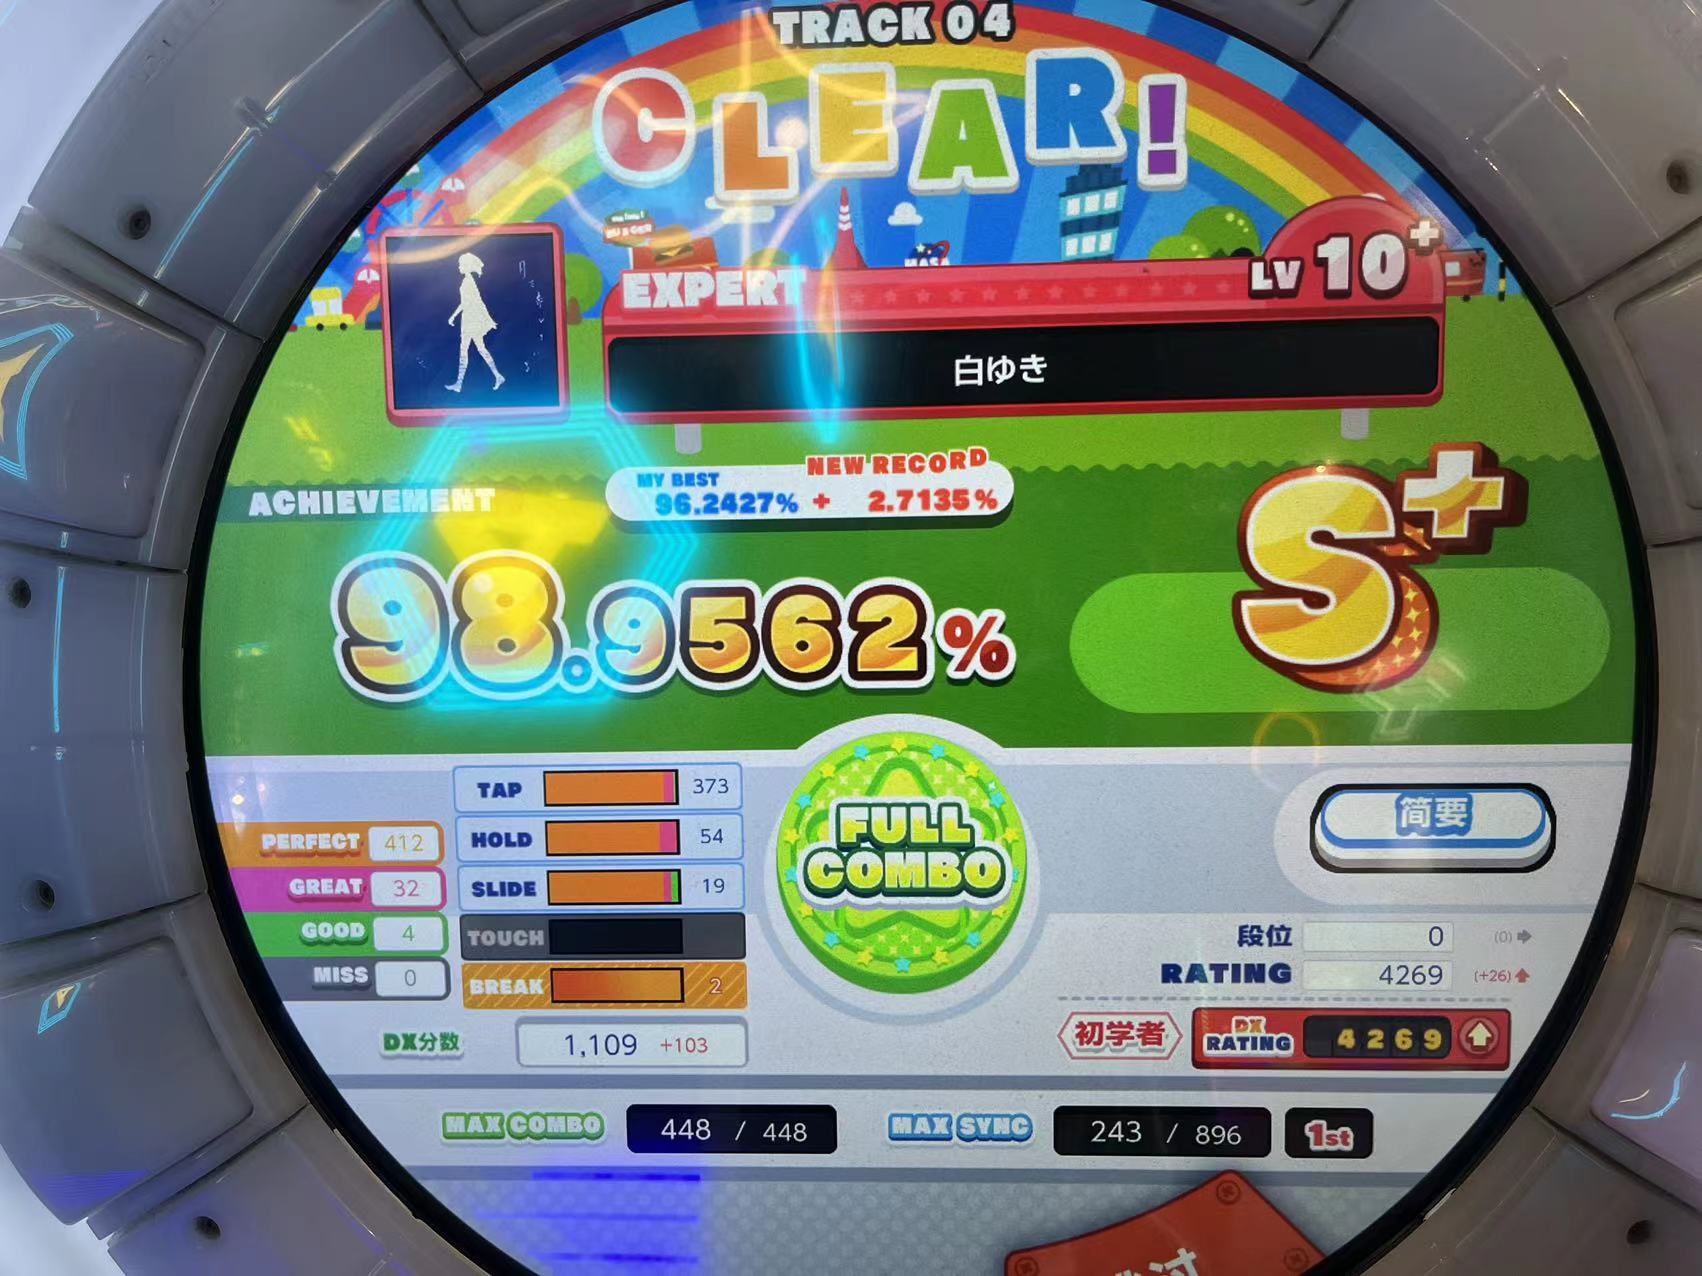 TRACK 04
CLEAR!
EXPERT
LV 10+
白ゆき
MY BEST
NEW RECORD
96.2427% + 2.7135%
ACHIEVEMENT
98.9562%
S+
TAP 373
HOLD 54
SLIDE 19
TOUCH
BREAK 2
PERFECT 412
GREAT 32
GOOD 4
MISS 0
FULL
COMBO
简要
段位 0 (0)
RATING 4269 (+26)
初学者
DX
RATING 4269
DX分数 1,109 +103
MAX COMBO 448 / 448
MAX SYNC 243 / 896 1st